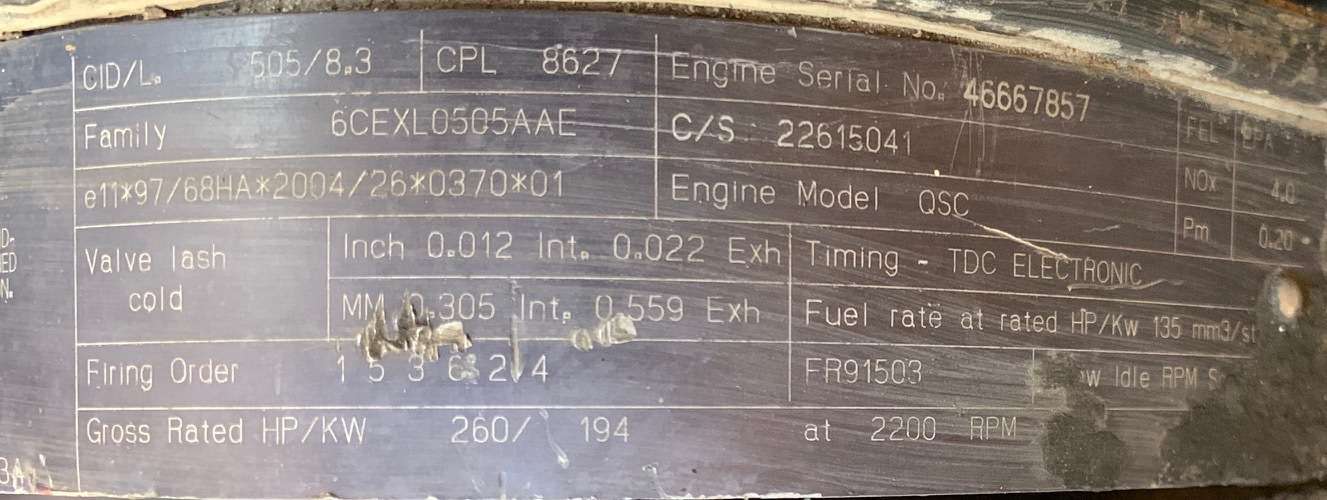 CID/L. 505/8.3 CPL 8627 Engine Serial No. 46667857
Family 6CEXL0505AAE C/S 22615041 FEL EPA
e11*97/68HA*2004/26*0370*01 Engine Model QSC NOx 4.0
Pm 0.20
Valve lash cold Inch 0.012 Int. 0.022 Exh Timing - TDC ELECTRONIC
MM 0.305 Int. 0.559 Exh Fuel rate at rated HP/Kw 135 mm3/st
Firing Order 1 5 3 6 2 4 FR91503 Idle RPM
Gross Rated HP/KW 260/ 194 at 2200 RPM